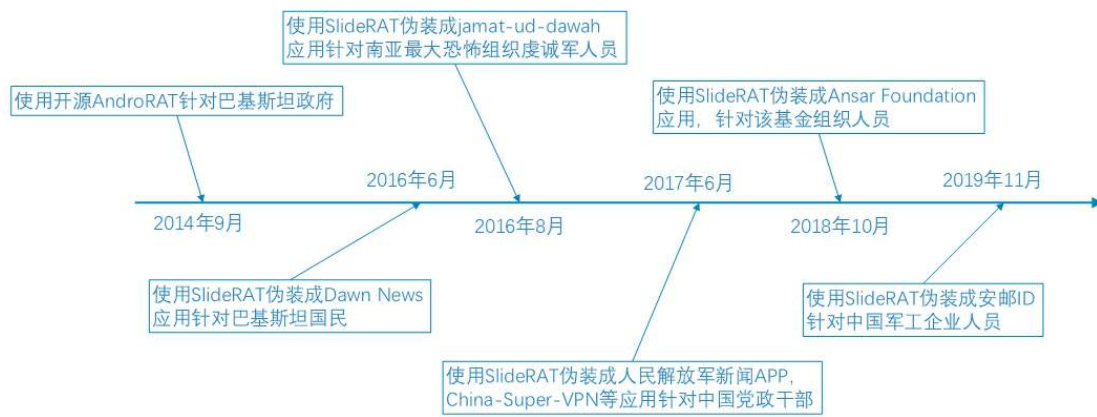 使用SlideRAT伪装成jamat-ud-dawah
应用针对南亚最大恐怖组织虔诚军人员
使用开源AndroRAT针对巴基斯坦政府
使用SlideRAT伪装成Ansar Foundation
应用，针对该基金组织人员
2016年6月
2017年6月
2019年11月
2014年9月
2016年8月
2018年10月
使用SlideRAT伪装成Dawn News
应用针对巴基斯坦国民
使用SlideRAT伪装成安邮ID
针对中国军工企业人员
使用SlideRAT伪装成人民解放军新闻APP，
China-Super-VPN等应用针对中国党政干部